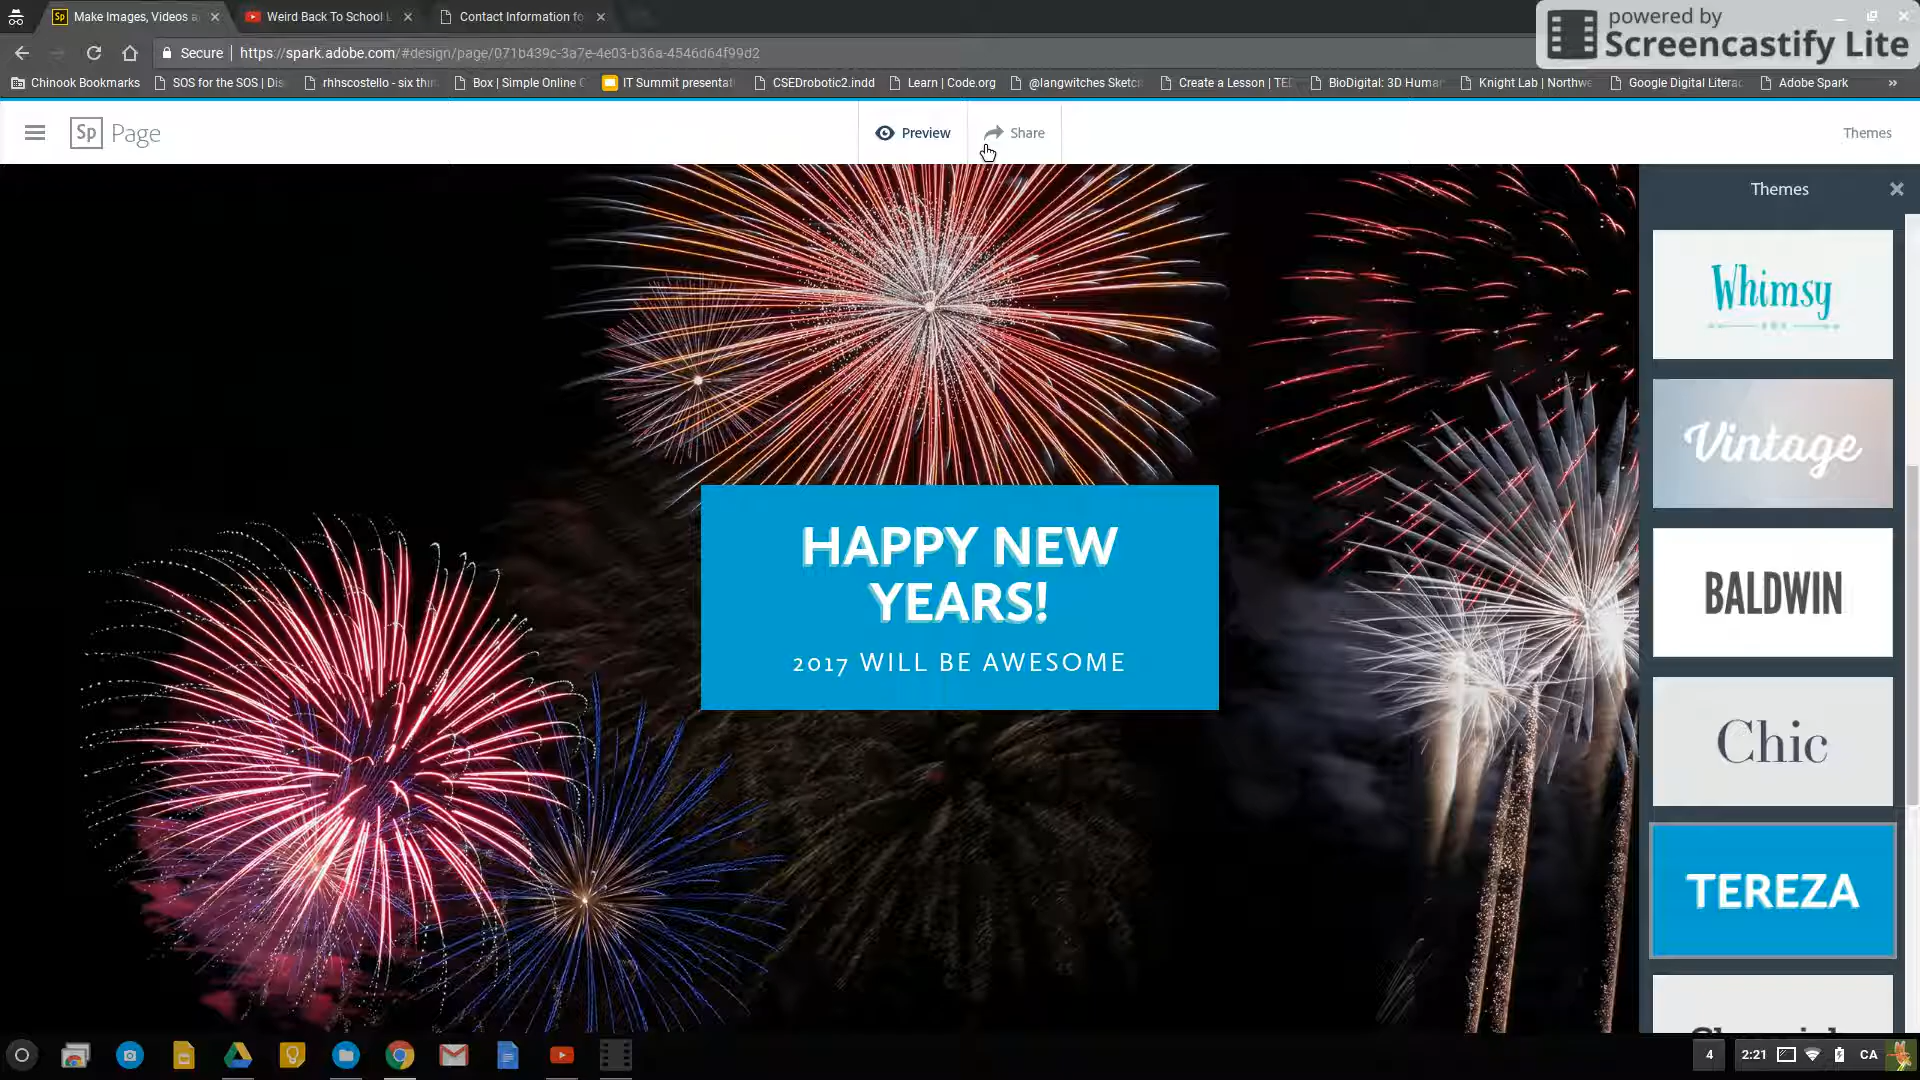 Make Images, Videos a
Weird Back To School L
Contact Information fo
powered by
Screencastify Lite
Secure
https://spark.adobe.com/#design/page/071b439c-3a7e-4e03-b36a-4546d64f99d2
Chinook Bookmarks
SOS for the SOS | Dis
rhhscostello - six thin
Box | Simple Online C
IT Summit presentati
CSEDrobotic2.indd
Learn | Code.org
@langwitches Sketch
Create a Lesson | TED
BioDigital: 3D Human
Knight Lab | Northwe
Google Digital Literac
Adobe Spark
»
Sp Page
Preview
Share
Themes
Themes
Whimsy
Vintage
BALDWIN
Chic
TEREZA
HAPPY NEW
YEARS!
2017 WILL BE AWESOME
4
2:21
CA